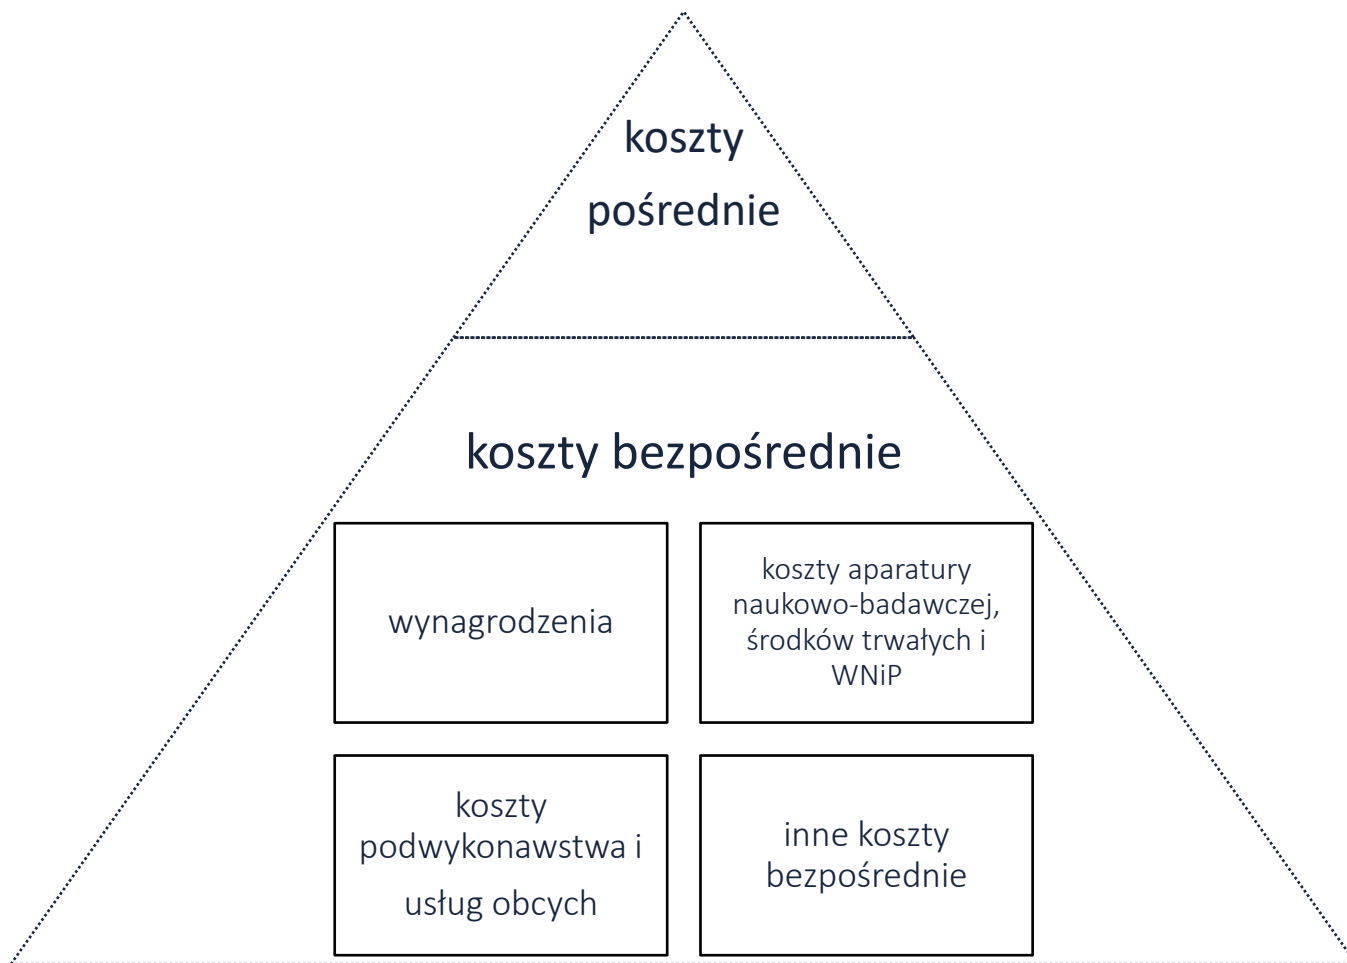 koszty
pośrednie
koszty bezpośrednie
wynagrodzenia
koszty aparatury
naukowo-badawczej,
środków trwałych i
WNiP
koszty
podwykonawstwa i
usług obcych
inne koszty
bezpośrednie